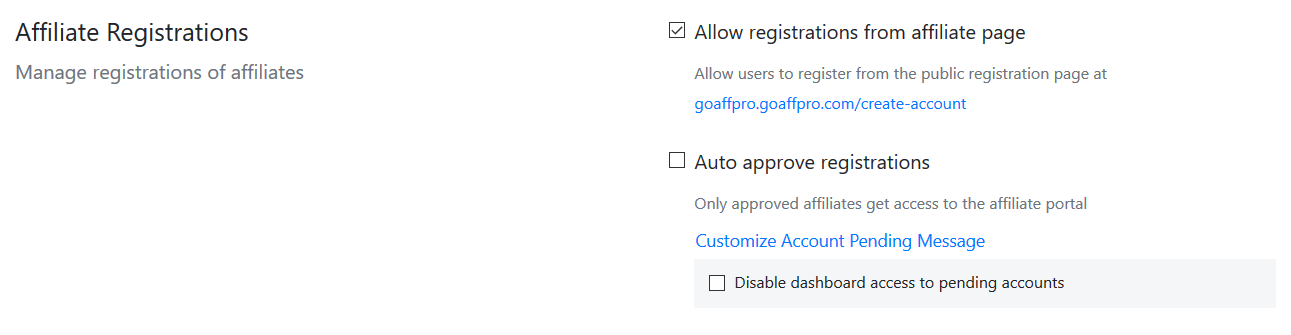 Affiliate Registrations
Manage registrations of affiliates
Allow registrations from affiliate page
Allow users to register from the public registration page at
goaffpro.goaffpro.com/create-account
Auto approve registrations
Only approved affiliates get access to the affiliate portal
Customize Account Pending Message
Disable dashboard access to pending accounts